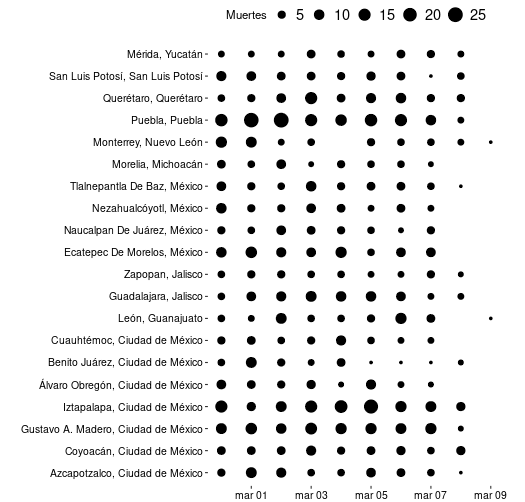 Muertes 5 10 15 20 25
Mérida, Yucatán
San Luis Potosí, San Luis Potosí
Querétaro, Querétaro
Puebla, Puebla
Monterrey, Nuevo León
Morelia, Michoacán
Tlalnepantla De Baz, México
Nezahualcóyotl, México
Naucalpan De Juárez, México
Ecatepec De Morelos, México
Zapopan, Jalisco
Guadalajara, Jalisco
León, Guanajuato
Cuauhtémoc, Ciudad de México
Benito Juárez, Ciudad de México
Álvaro Obregón, Ciudad de México
Iztapalapa, Ciudad de México
Gustavo A. Madero, Ciudad de México
Coyoacán, Ciudad de México
Azcapotzalco, Ciudad de México
mar 01 mar 03 mar 05 mar 07 mar 09